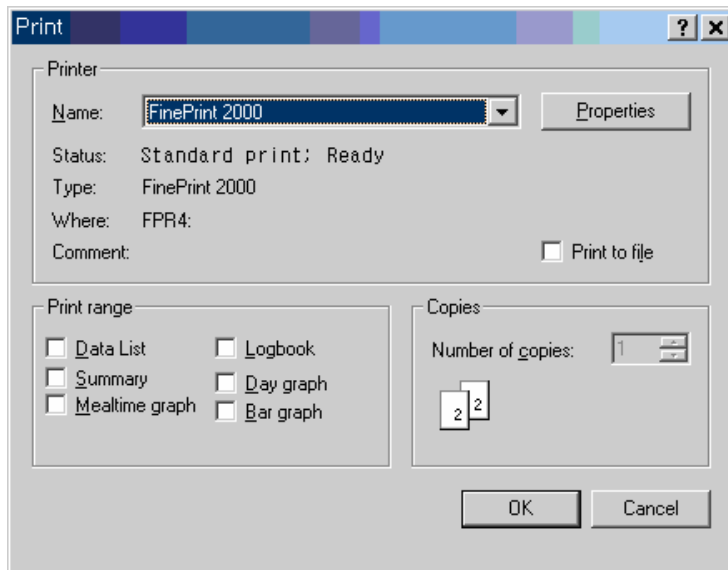 Print
Printer
Name: FinePrint 2000 Properties
Status: Standard print; Ready
Type: FinePrint 2000
Where: FPR4:
Comment: Print to file
Print range
Data List
Summary
Mealtime graph
Logbook
Day graph
Bar graph
Copies
Number of copies: 1
2 2
OK Cancel